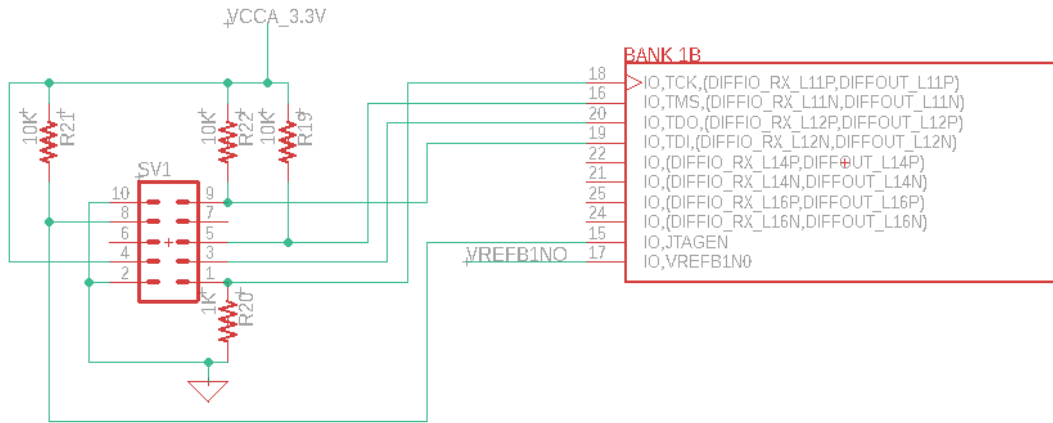 VCCA_3.3V
BANK 1B
18 IO,TCK,(DIFFIO_RX_L11P,DIFFOUT_L11P)
16 IO,TMS,(DIFFIO_RX_L11N,DIFFOUT_L11N)
20 IO,TDO,(DIFFIO_RX_L12P,DIFFOUT_L12P)
19 IO,TDI,(DIFFIO_RX_L12N,DIFFOUT_L12N)
22 IO,(DIFFIO_RX_L14P,DIFFOUT_L14P)
21 IO,(DIFFIO_RX_L14N,DIFFOUT_L14N)
25 IO,(DIFFIO_RX_L16P,DIFFOUT_L16P)
24 IO,(DIFFIO_RX_L16N,DIFFOUT_L16N)
15 IO,JTAGEN
17 IO,VREFB1N0
VREFB1NO
10K R21
10K R22
10K R19
SV1
10 9
8 7
6 5
4 3
2 1
1K R20